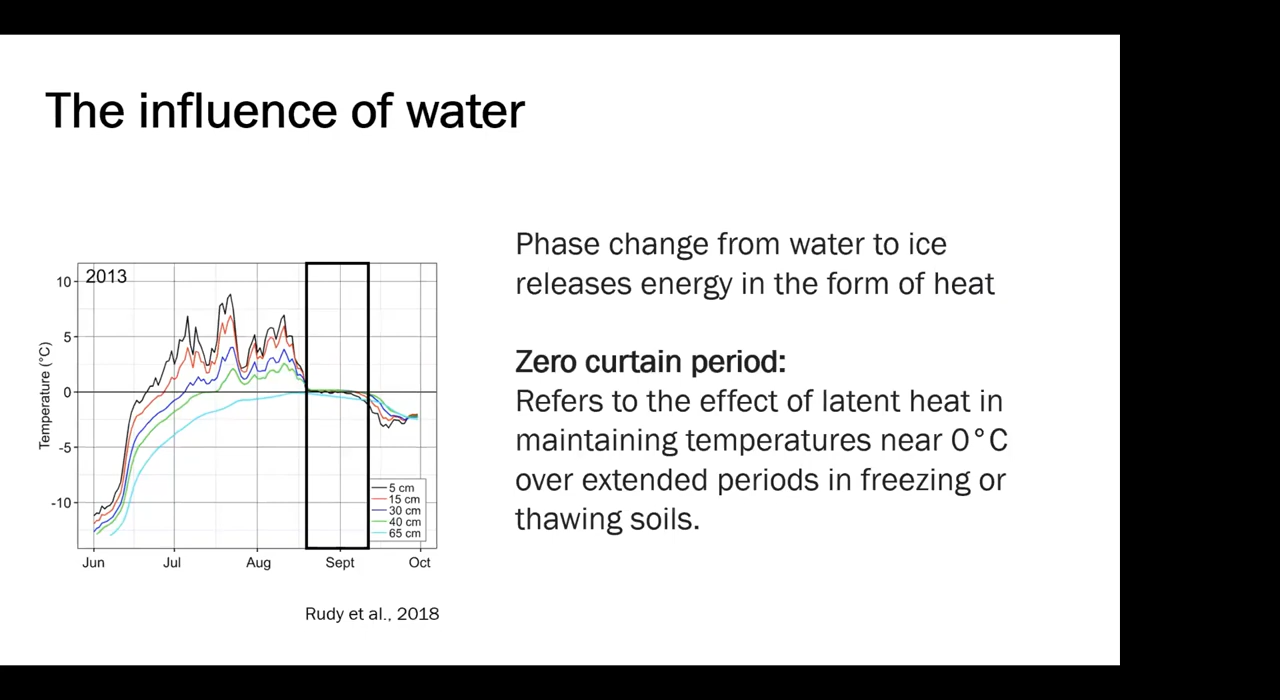 The influence of water
Phase change from water to ice
releases energy in the form of heat
Zero curtain period:
Refers to the effect of latent heat in
maintaining temperatures near 0°C
over extended periods in freezing or
thawing soils.
2013
Temperature (°C)
10
5
0
-5
-10
5 cm
15 cm
30 cm
40 cm
65 cm
Jun Jul Aug Sept Oct
Rudy et al., 2018